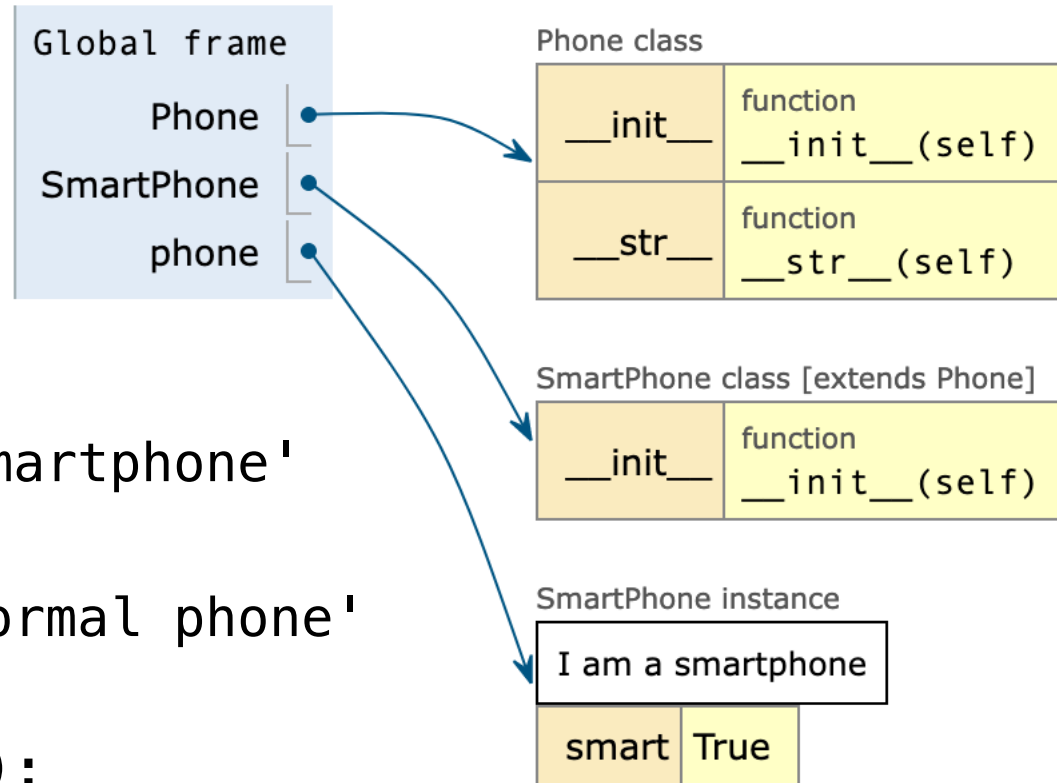 Global frame
Phone
SmartPhone
phone
Phone class
__init__
function
__init__(self)
__str__
function
__str__(self)
SmartPhone class [extends Phone]
__init__
function
__init__(self)
martphone'
ormal phone'
):
SmartPhone instance
I am a smartphone
smart True